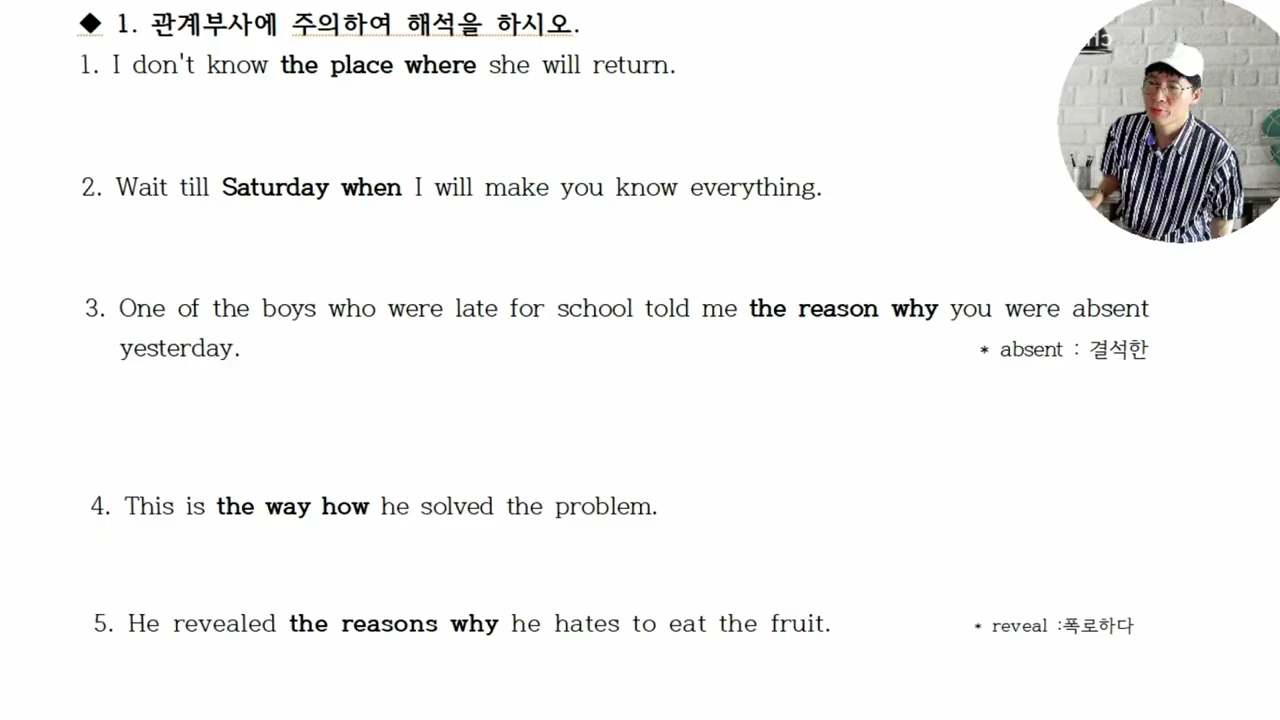 ◆ 1. 관계부사에 주의하여 해석을 하시오.
1. I don't know the place where she will return.
2. Wait till Saturday when I will make you know everything.
3. One of the boys who were late for school told me the reason why you were absent
yesterday. * absent : 결석한
4. This is the way how he solved the problem.
5. He revealed the reasons why he hates to eat the fruit. * reveal :폭로하다